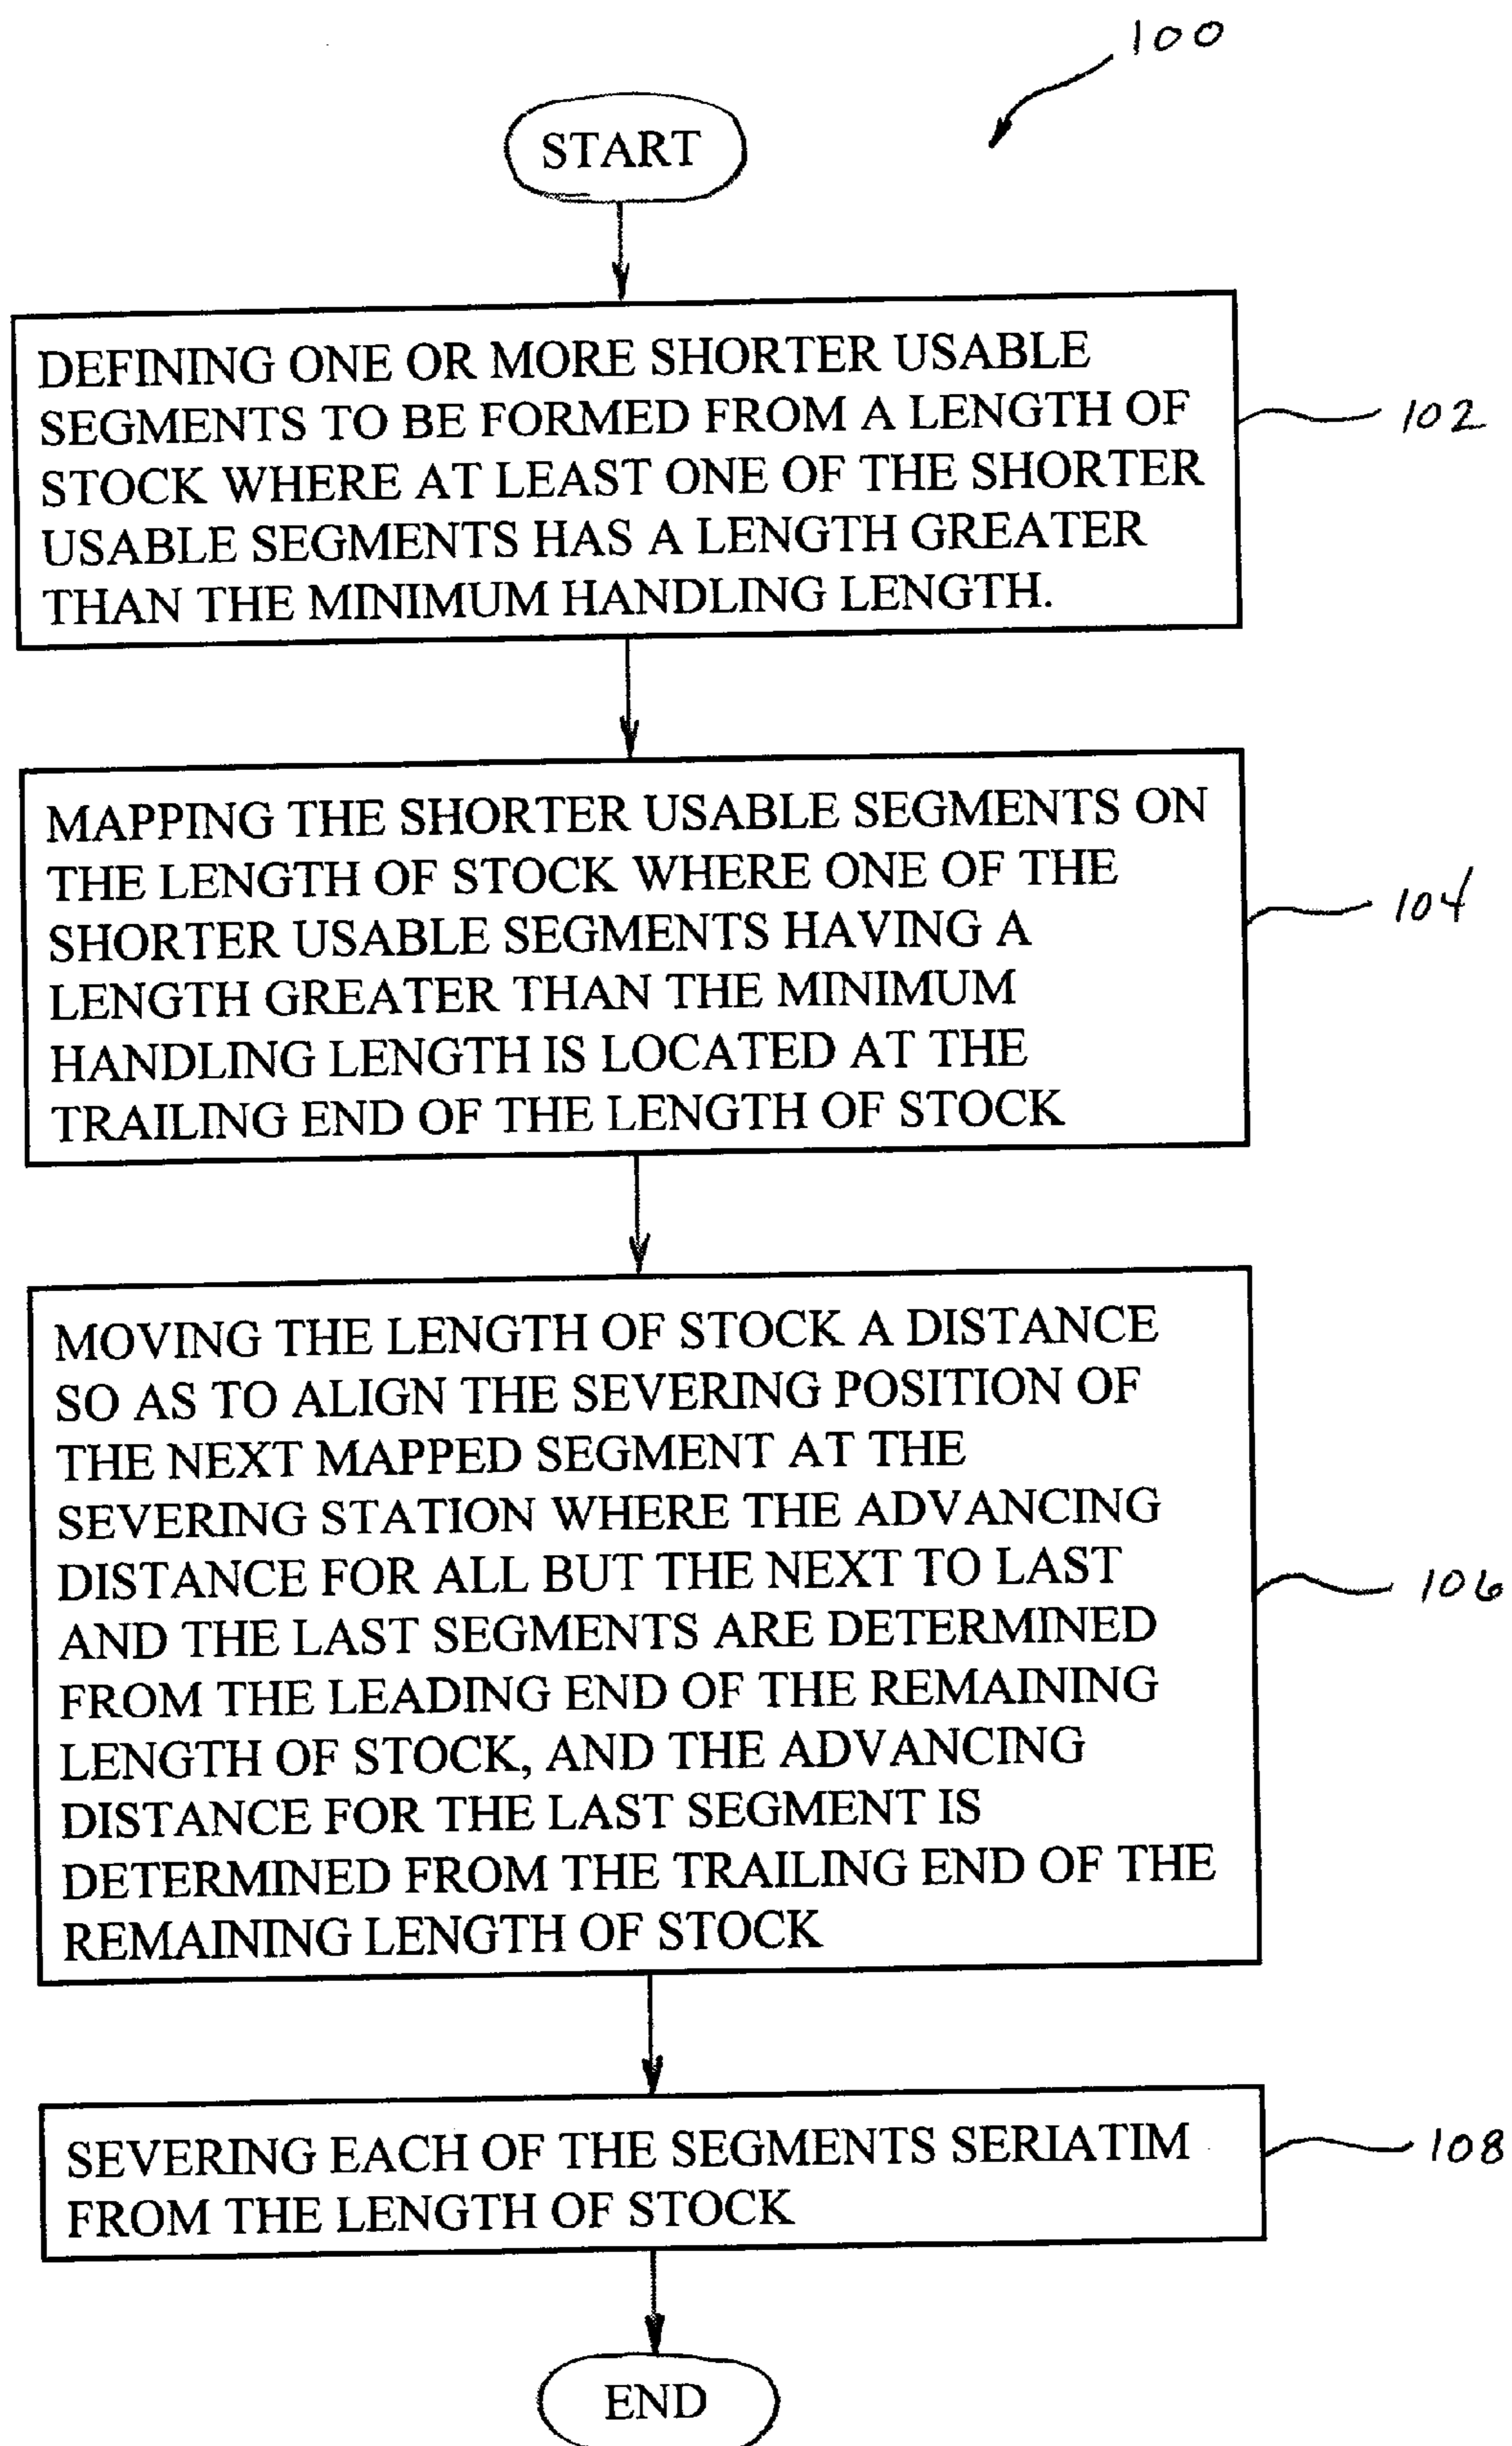 100
START
DEFINING ONE OR MORE SHORTER USABLE
SEGMENTS TO BE FORMED FROM A LENGTH OF
STOCK WHERE AT LEAST ONE OF THE SHORTER
USABLE SEGMENTS HAS A LENGTH GREATER
THAN THE MINIMUM HANDLING LENGTH.
102
MAPPING THE SHORTER USABLE SEGMENTS ON
THE LENGTH OF STOCK WHERE ONE OF THE
SHORTER USABLE SEGMENTS HAVING A
LENGTH GREATER THAN THE MINIMUM
HANDLING LENGTH IS LOCATED AT THE
TRAILING END OF THE LENGTH OF STOCK
104
MOVING THE LENGTH OF STOCK A DISTANCE
SO AS TO ALIGN THE SEVERING POSITION OF
THE NEXT MAPPED SEGMENT AT THE
SEVERING STATION WHERE THE ADVANCING
DISTANCE FOR ALL BUT THE NEXT TO LAST
AND THE LAST SEGMENTS ARE DETERMINED
FROM THE LEADING END OF THE REMAINING
LENGTH OF STOCK, AND THE ADVANCING
DISTANCE FOR THE LAST SEGMENT IS
DETERMINED FROM THE TRAILING END OF THE
REMAINING LENGTH OF STOCK
106
SEVERING EACH OF THE SEGMENTS SERIATIM
FROM THE LENGTH OF STOCK
108
END